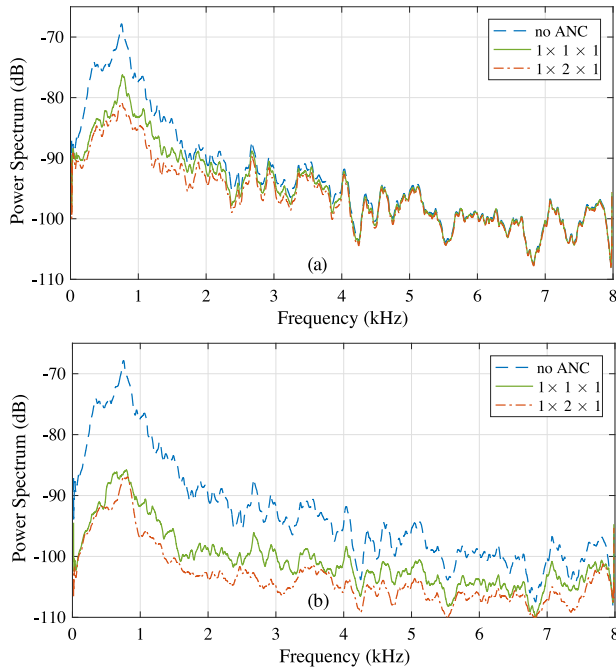 no ANC
1× 1 × 1
1× 2 × 1
Power Spectrum (dB)
-70
-80
-90
-100
-110
(a)
0 1 2 3 4 5 6 7 8
Frequency (kHz)
no ANC
1× 1 × 1
1× 2 × 1
Power Spectrum (dB)
-70
-80
-90
-100
-110
(b)
0 1 2 3 4 5 6 7 8
Frequency (kHz)